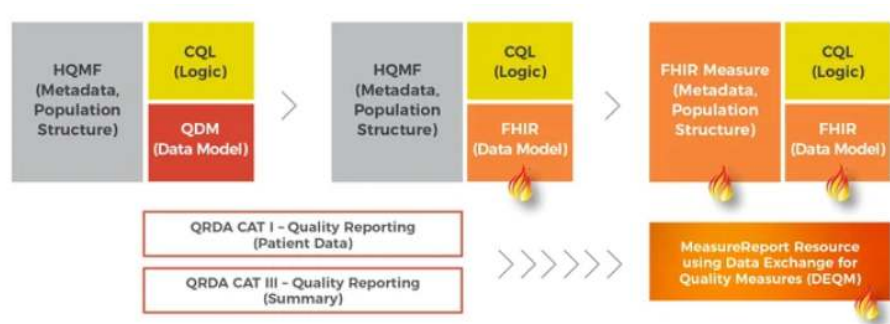 HQMF
(Metadata,
Population
Structure)
CQL
(Logic)
QDM
(Data Model)
HQMF
(Metadata,
Population
Structure)
CQL
(Logic)
FHIR
(Data Model)
FHIR Measure
(Metadata,
Population
Structure)
CQL
(Logic)
FHIR
(Data Model)
QRDA CAT I – Quality Reporting
(Patient Data)
QRDA CAT III – Quality Reporting
(Summary)
MeasureReport Resource
using Data Exchange for
Quality Measures (DEQM)